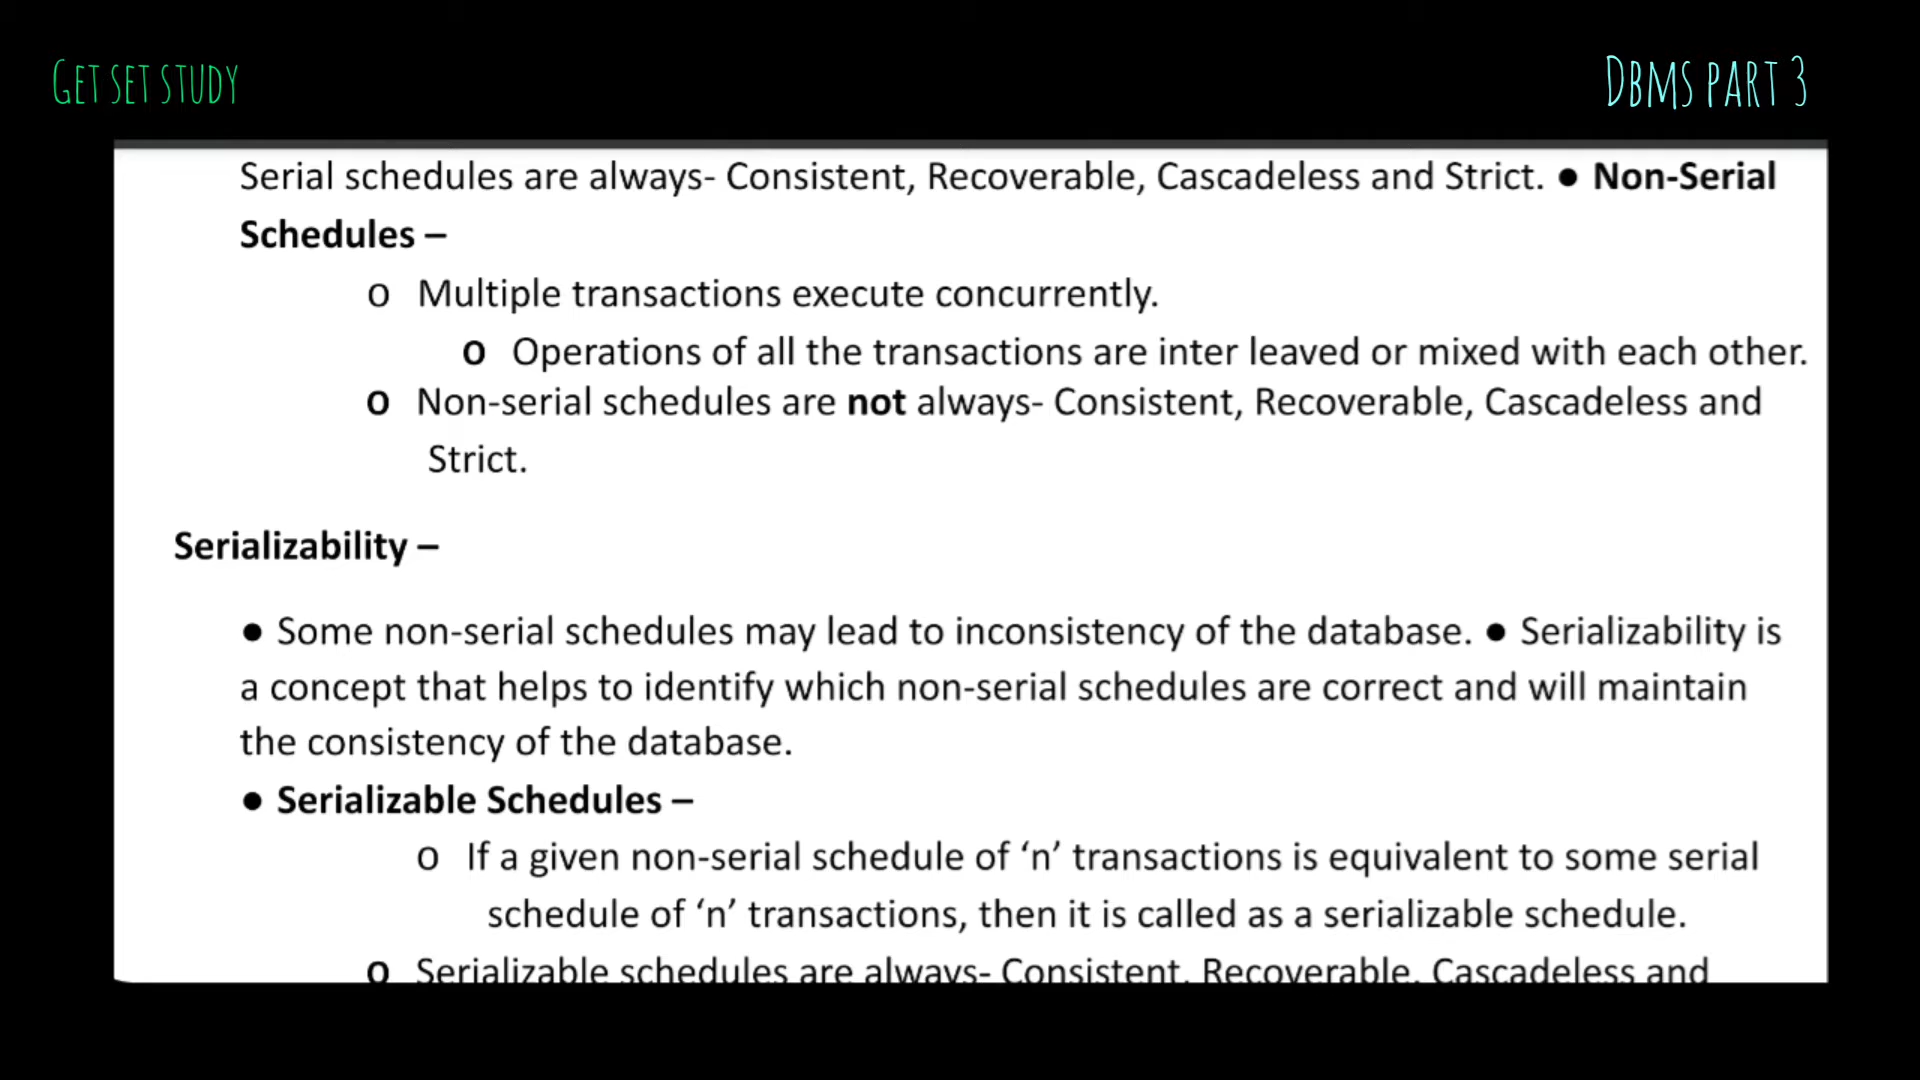 GET SET STUDY
DBMS PART 3
Serial schedules are always- Consistent, Recoverable, Cascadeless and Strict. ● Non-Serial
Schedules –
o Multiple transactions execute concurrently.
o Operations of all the transactions are inter leaved or mixed with each other.
o Non-serial schedules are not always- Consistent, Recoverable, Cascadeless and
Strict.
Serializability –
● Some non-serial schedules may lead to inconsistency of the database. ● Serializability is
a concept that helps to identify which non-serial schedules are correct and will maintain
the consistency of the database.
● Serializable Schedules –
o If a given non-serial schedule of ‘n’ transactions is equivalent to some serial
schedule of ‘n’ transactions, then it is called as a serializable schedule.
o Serializable schedules are always- Consistent, Recoverable, Cascadeless and